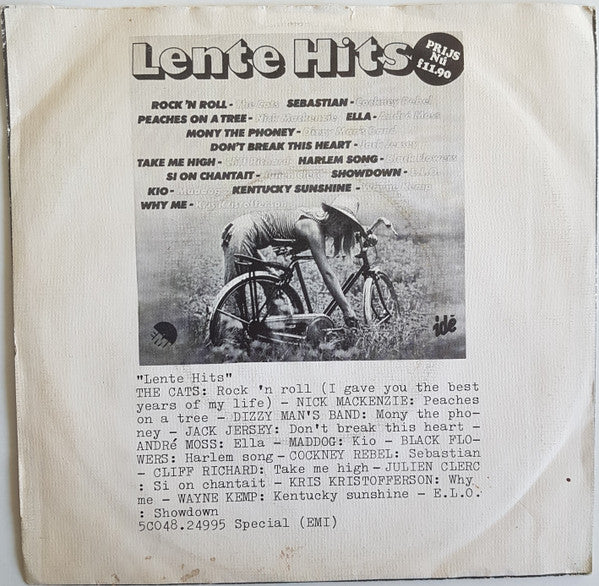 Lente Hits
PRIJS
Nú
f11.90
ROCK 'N ROLL - The Cats SEBASTIAN - Cockney Rebel
PEACHES ON A TREE - Nick Mackenzie ELLA - André Moss
MONY THE PHONEY - Dizzy Man's Band
DON'T BREAK THIS HEART - Jack Jersey
TAKE ME HIGH - Cliff Richard HARLEM SONG - Black Flowers
SI ON CHANTAIT - Julien Clerc SHOWDOWN - E.L.O.
KIO - Maddog KENTUCKY SUNSHINE - Wayne Kemp
WHY ME - Kris Kristofferson
EMI idé
"Lente Hits"
THE CATS: Rock 'n roll (I gave you the best
years of my life) - NICK MACKENZIE: Peaches
on a tree - DIZZY MAN'S BAND: Mony the pho-
ney - JACK JERSEY: Don't break this heart -
ANDRé MOSS: Ella - MADDOG: Kio - BLACK FLO-
WERS: Harlem song - COCKNEY REBEL: Sebastian
- CLIFF RICHARD: Take me high - JULIEN CLERC
: Si on chantait - KRIS KRISTOFFERSON: Why
me - WAYNE KEMP: Kentucky sunshine - E.L.O.
: Showdown
5C048.24995 Special (EMI)